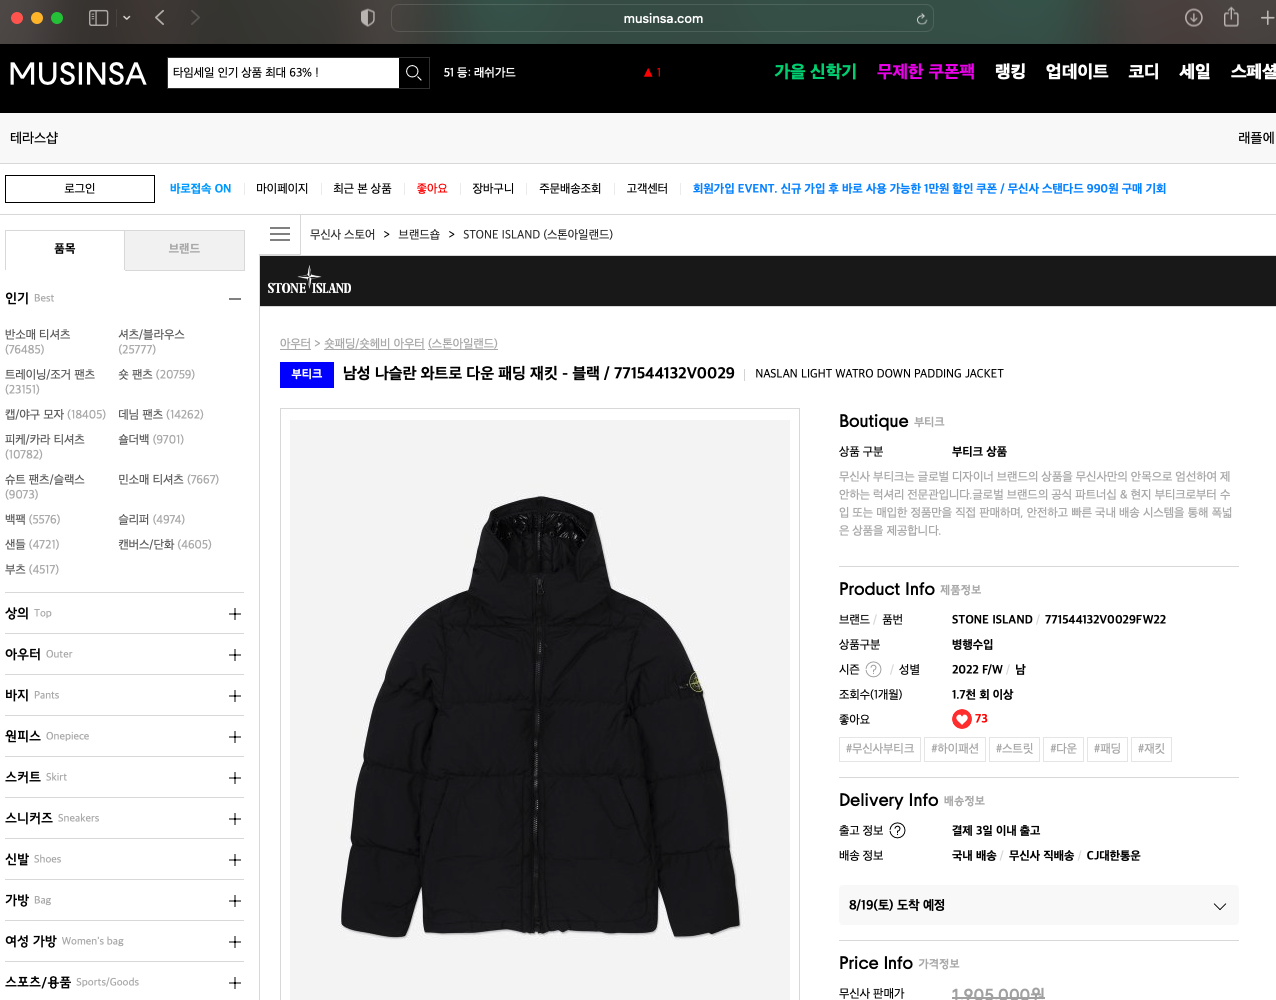 musinsa.com
MUSINSA
타임세일 인기 상품 최대 63% !
51 등: 래쉬가드
▲ 1
가을 신학기
무제한 쿠폰팩
랭킹
업데이트
코디
세일
스페셜
테라스샵
래플에
로그인
바로접속 ON
마이페이지
최근 본 상품
좋아요
장바구니
주문배송조회
고객센터
회원가입 EVENT. 신규 가입 후 바로 사용 가능한 1만원 할인 쿠폰 / 무신사 스탠다드 990원 구매 기회
품목
브랜드
인기 Best
반소매 티셔츠 (76485)
셔츠/블라우스 (25777)
트레이닝/조거 팬츠 (23151)
숏 팬츠 (20759)
캡/야구 모자 (18405)
데님 팬츠 (14262)
피케/카라 티셔츠 (10782)
숄더백 (9701)
슈트 팬츠/슬랙스 (9073)
민소매 티셔츠 (7667)
백팩 (5576)
슬리퍼 (4974)
샌들 (4721)
캔버스/단화 (4605)
부츠 (4517)
상의 Top
아우터 Outer
바지 Pants
원피스 Onepiece
스커트 Skirt
스니커즈 Sneakers
신발 Shoes
가방 Bag
여성 가방 Women's bag
스포츠/용품 Sports/Goods
무신사 스토어 > 브랜드숍 > STONE ISLAND (스톤아일랜드)
STONE ISLAND
아우터 > 숏패딩/숏헤비 아우터 (스톤아일랜드)
부티크 남성 나슬란 와트로 다운 패딩 재킷 - 블랙 / 771544132V0029 | NASLAN LIGHT WATRO DOWN PADDING JACKET
Boutique 부티크
상품 구분 부티크 상품
무신사 부티크는 글로벌 디자이너 브랜드의 상품을 무신사만의 안목으로 엄선하여 제
안하는 럭셔리 전문관입니다.글로벌 브랜드의 공식 파트너십 & 현지 부티크로부터 수
입 또는 매입한 정품만을 직접 판매하며, 안전하고 빠른 국내 배송 시스템을 통해 폭넓
은 상품을 제공합니다.
Product Info 제품정보
브랜드 / 품번 STONE ISLAND / 771544132V0029FW22
상품구분 병행수입
시즌 ? / 성별 2022 F/W / 남
조회수(1개월) 1.7천 회 이상
좋아요 73
#무신사부티크 #하이패션 #스트릿 #다운 #패딩 #재킷
Delivery Info 배송정보
출고 정보 ? 결제 3일 이내 출고
배송 정보 국내 배송 / 무신사 직배송 / CJ대한통운
8/19(토) 도착 예정
Price Info 가격정보
무신사 판매가 1,905,000원